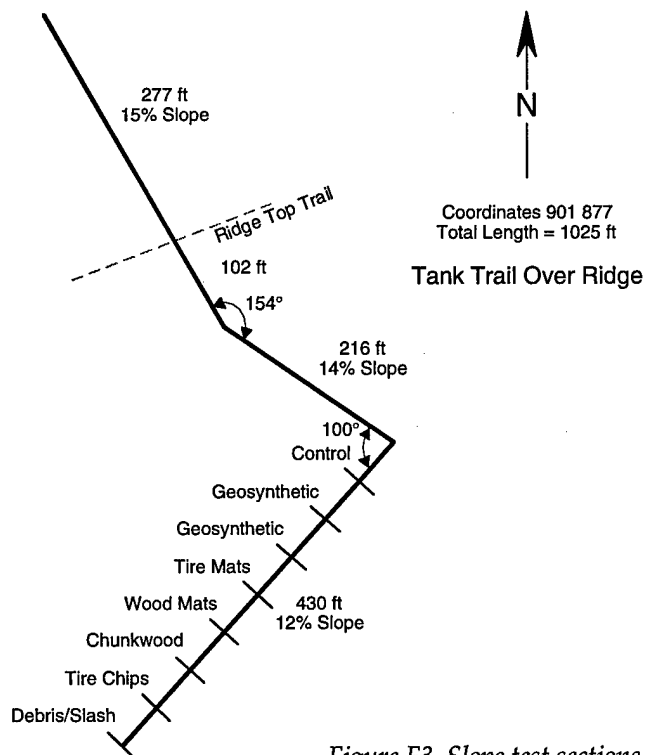 277 ft
15% Slope
N
Ridge Top Trail
Coordinates 901 877
Total Length = 1025 ft
Tank Trail Over Ridge
102 ft
154°
216 ft
14% Slope
100°
Control
Geosynthetic
Geosynthetic
Tire Mats
Wood Mats
430 ft
12% Slope
Chunkwood
Tire Chips
Debris/Slash
Figure F3. Slope test sections